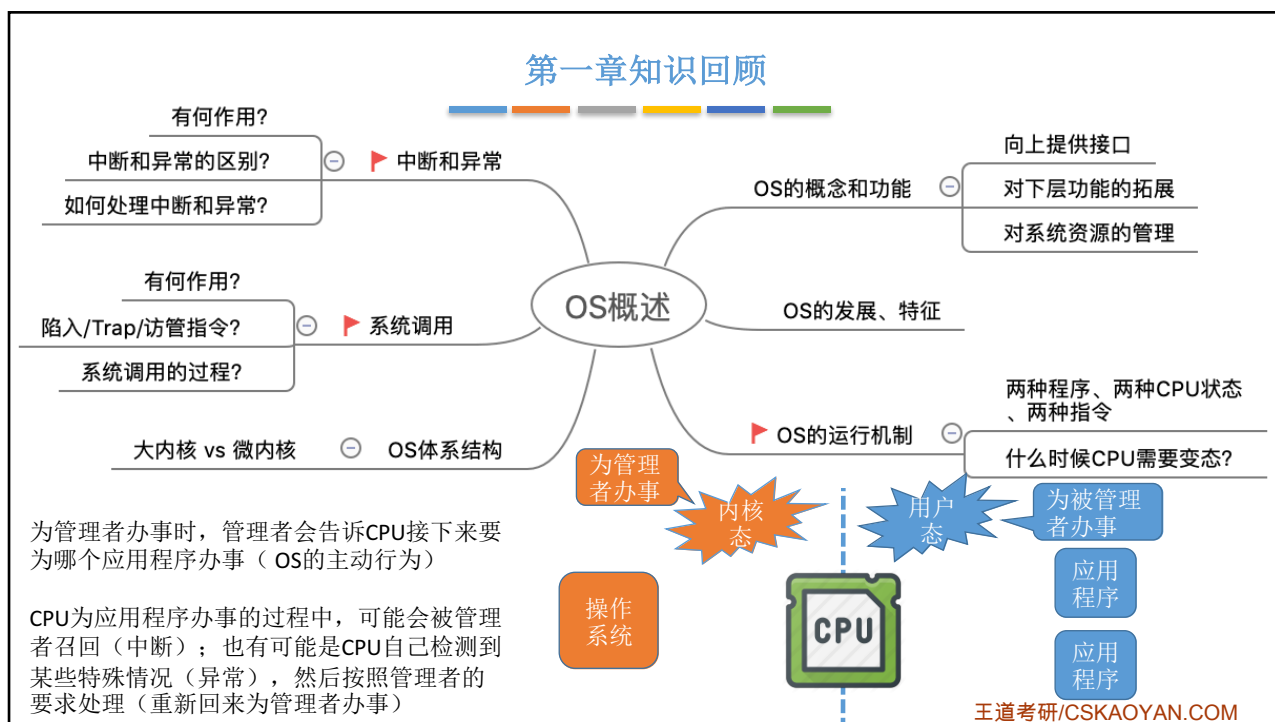 第一章知识回顾
有何作用?
中断和异常的区别?
如何处理中断和异常?
中断和异常
有何作用?
陷入/Trap/访管指令?
系统调用的过程?
系统调用
大内核 vs 微内核
OS体系结构
OS概述
OS的概念和功能
向上提供接口
对下层功能的拓展
对系统资源的管理
OS的发展、特征
OS的运行机制
两种程序、两种CPU状态
、两种指令
什么时候CPU需要变态?
为管理
者办事
内核
态
用户
态
为被管理
者办事
操作
系统
CPU
应用
程序
应用
程序
为管理者办事时，管理者会告诉CPU接下来要
为哪个应用程序办事（ OS的主动行为）
CPU为应用程序办事的过程中，可能会被管理
者召回（中断）；也有可能是CPU自己检测到
某些特殊情况（异常），然后按照管理者的
要求处理（重新回来为管理者办事）
王道考研/CSKAOYAN.COM